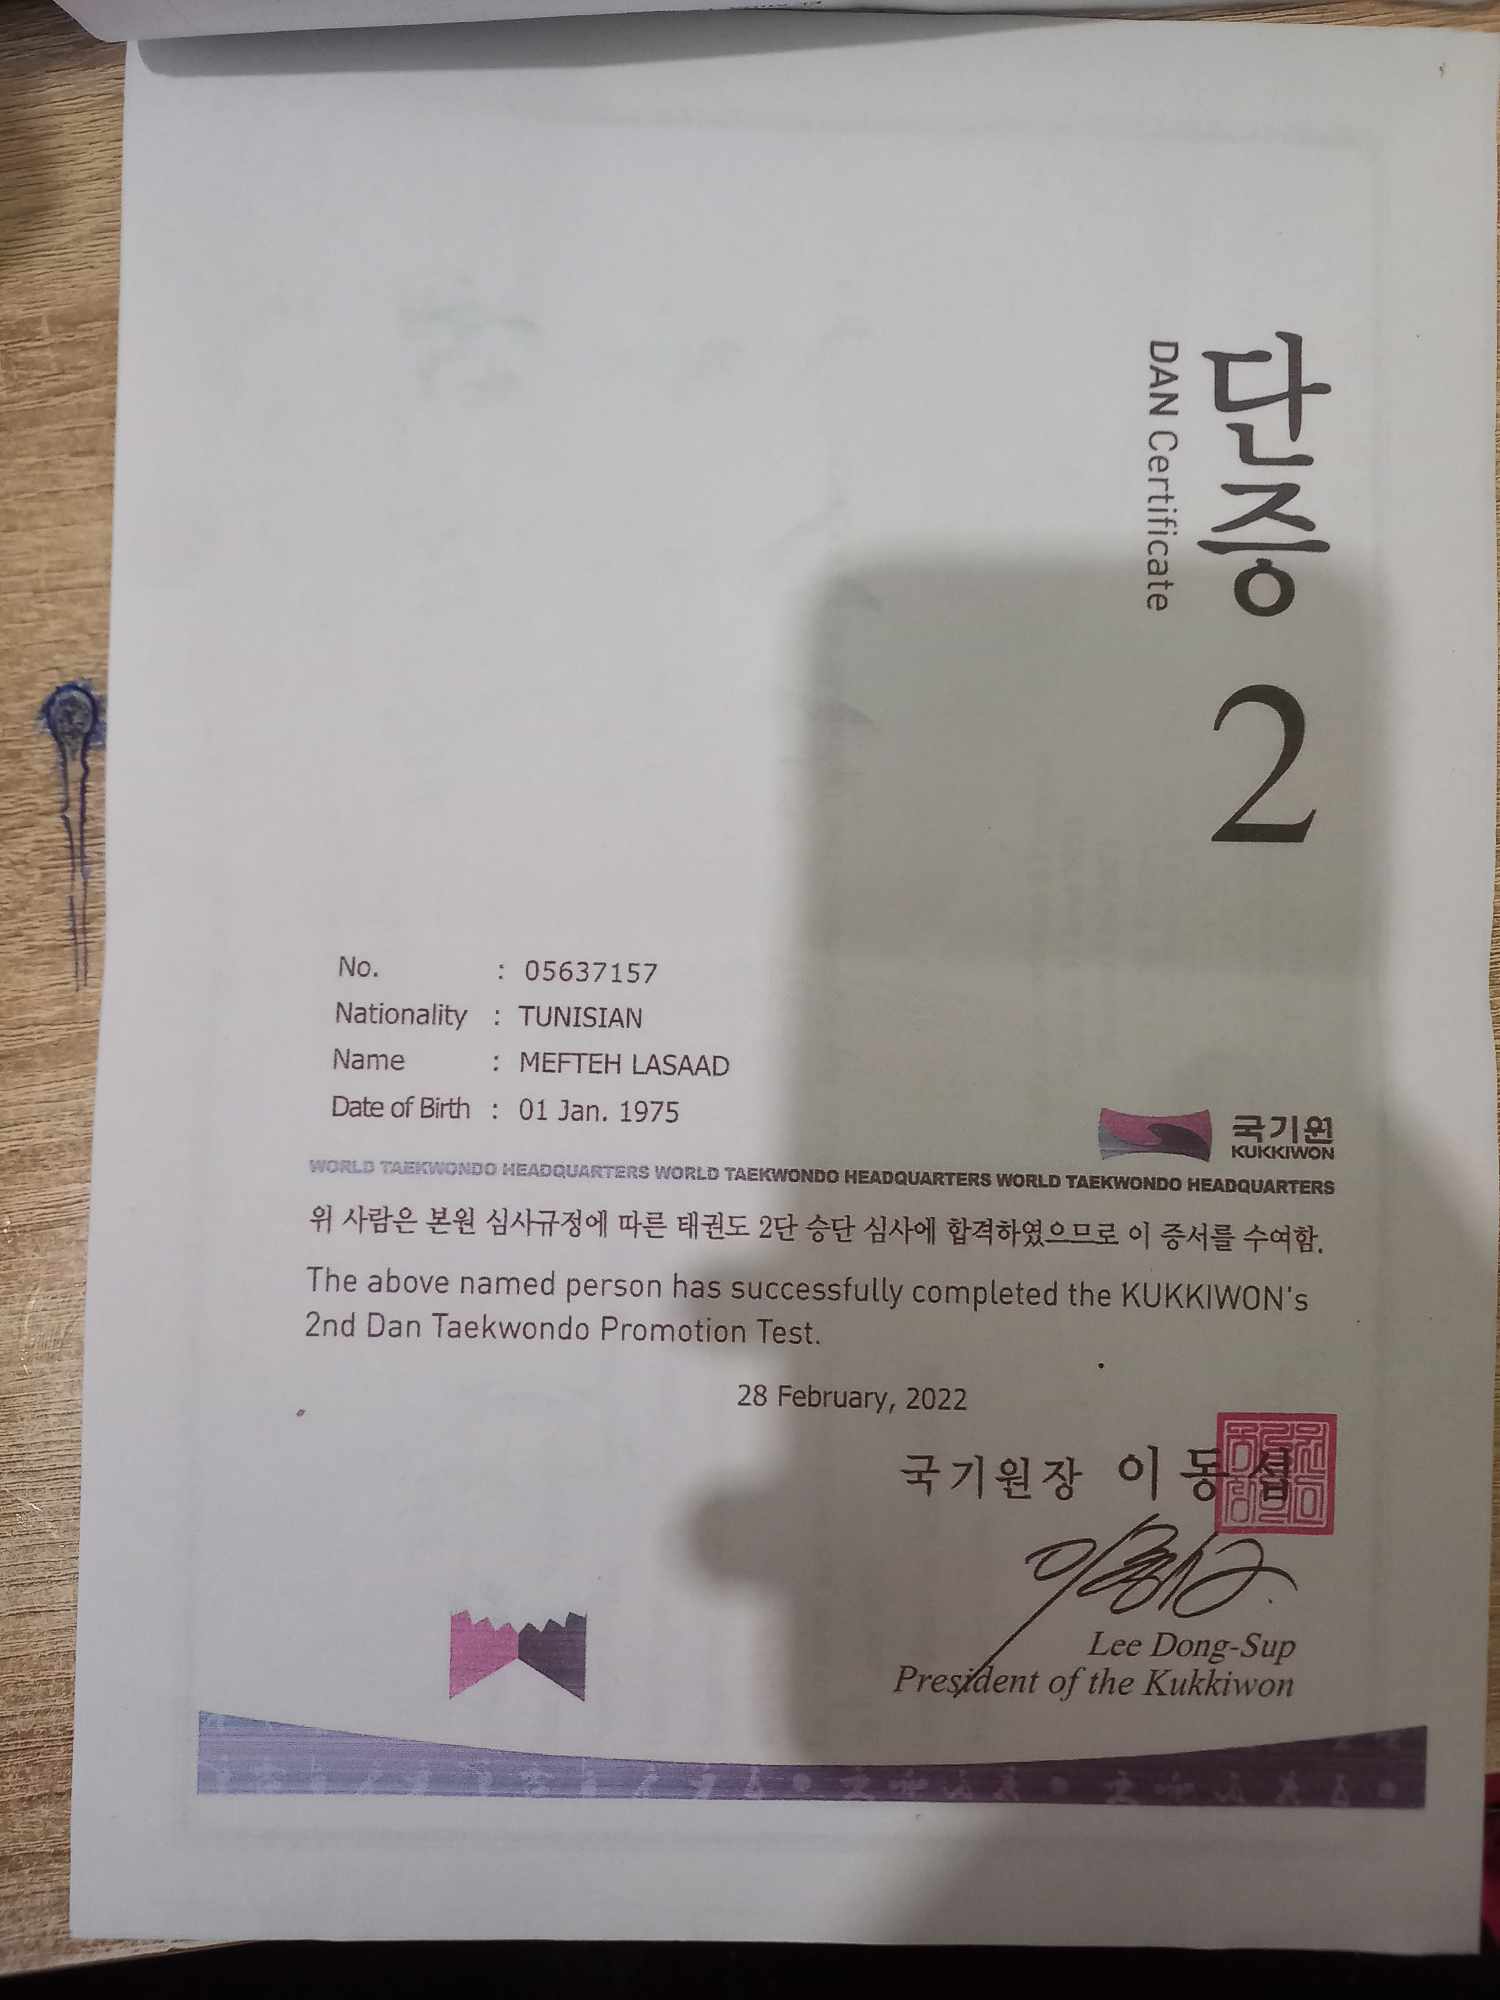 단증
DAN Certificate
2
No. : 05637157
Nationality : TUNISIAN
Name : MEFTEH LASAAD
Date of Birth : 01 Jan. 1975
국기원
KUKKIWON
WORLD TAEKWONDO HEADQUARTERS WORLD TAEKWONDO HEADQUARTERS WORLD TAEKWONDO HEADQUARTERS
위 사람은 본원 심사규정에 따른 태권도 2단 승단 심사에 합격하였으므로 이 증서를 수여함.
The above named person has successfully completed the KUKKIWON's
2nd Dan Taekwondo Promotion Test.
28 February, 2022
국기원장 이동섭
Lee Dong-Sup
President of the Kukkiwon